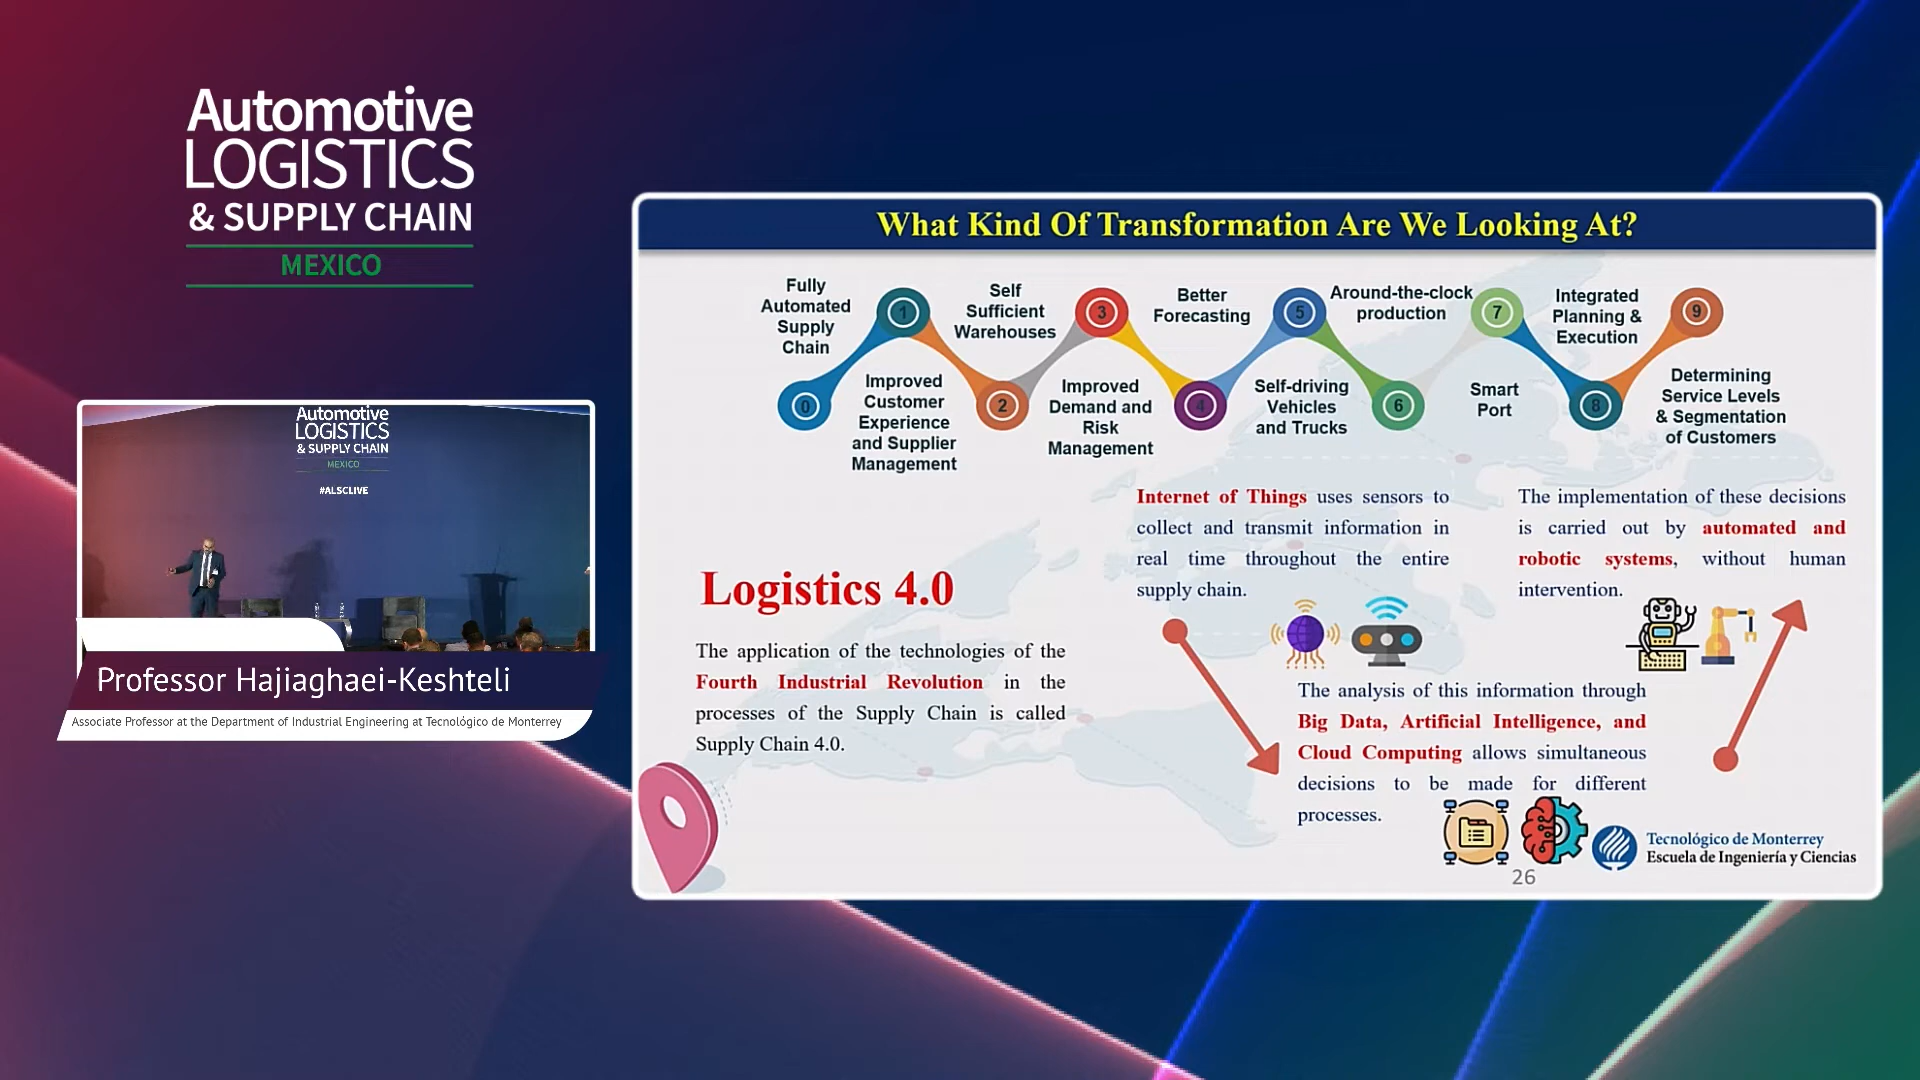 Automotive
LOGISTICS
& SUPPLY CHAIN
MEXICO
Automotive
LOGISTICS
& SUPPLY CHAIN
MEXICO
#ALSCLIVE
Professor Hajiaghaei-Keshteli
Associate Professor at the Department of Industrial Engineering at Tecnológico de Monterrey
What Kind Of Transformation Are We Looking At?
Fully
Automated
Supply
Chain
0
1
Improved
Customer
Experience
and Supplier
Management
Self
Sufficient
Warehouses
2
3
Improved
Demand and
Risk
Management
Better
Forecasting
4
5
Self-driving
Vehicles
and Trucks
Around-the-clock
production
6
7
Smart
Port
Integrated
Planning &
Execution
8
9
Determining
Service Levels
& Segmentation
of Customers
Logistics 4.0
The application of the technologies of the
Fourth Industrial Revolution in the
processes of the Supply Chain is called
Supply Chain 4.0.
Internet of Things uses sensors to
collect and transmit information in
real time throughout the entire
supply chain.
The analysis of this information through
Big Data, Artificial Intelligence, and
Cloud Computing allows simultaneous
decisions to be made for different
processes.
The implementation of these decisions
is carried out by automated and
robotic systems, without human
intervention.
Tecnológico de Monterrey
Escuela de Ingeniería y Ciencias
26